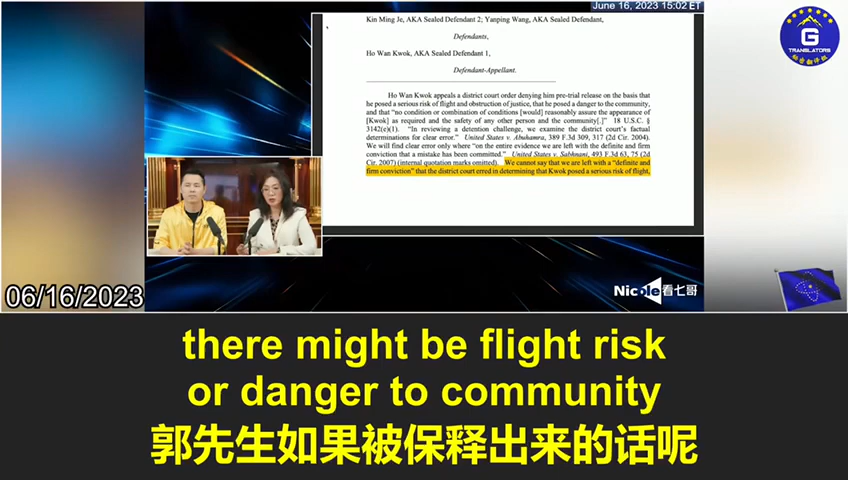 June 16, 2023 15:02 ET
Kin Ming Je, AKA Sealed Defendant 2; Yanping Wang, AKA Sealed Defendant,
Defendants,
Ho Wan Kwok, AKA Sealed Defendant 1,
Defendant-Appellant.
Ho Wan Kwok appeals a district court order denying him pre-trial release on the basis that
he posed a serious risk of flight and obstruction of justice, that he posed a danger to the community,
and that “no condition or combination of conditions [would] reasonably assure the appearance of
[Kwok] as required and the safety of any other person and the community[.]” 18 U.S.C. §
3142(e)(1). “In reviewing a detention challenge, we examine the district court’s factual
determinations for clear error.” United States v. Abuhamra, 389 F.3d 309, 317 (2d Cir. 2004).
We will find clear error only where “on the entire evidence we are left with the definite and firm
conviction that a mistake has been committed.” United States v. Sabhnani, 493 F.3d 63, 75 (2d
Cir. 2007) (internal quotation marks omitted). We cannot say that we are left with a “definite and
firm conviction” that the district court erred in determining that Kwok posed a serious risk of flight,
G
TRANSLATORS
06/16/2023
Nicole看七哥
there might be flight risk
or danger to community
郭先生如果被保释出来的话呢